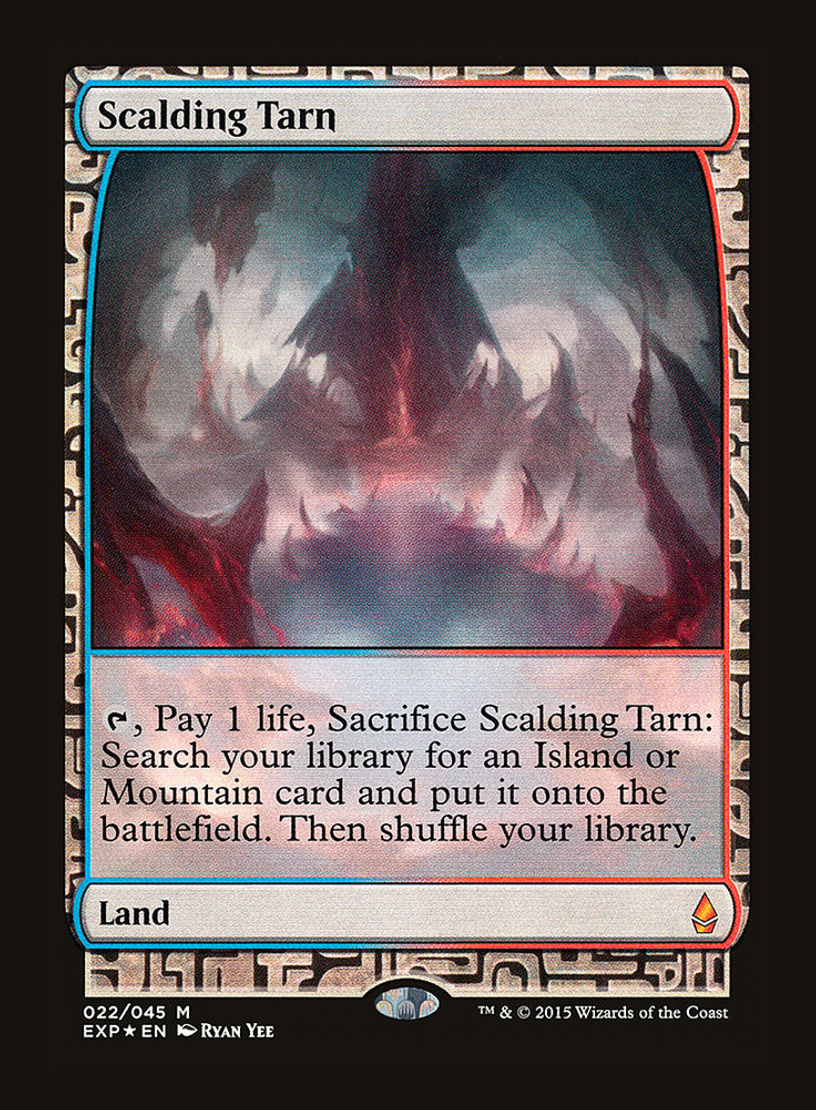 Scalding Tarn
, Pay 1 life, Sacrifice Scalding Tarn:
Search your library for an Island or
Mountain card and put it onto the
battlefield. Then shuffle your library.
Land
022/045 M
EXP★EN Ryan Yee
™ & © 2015 Wizards of the Coast